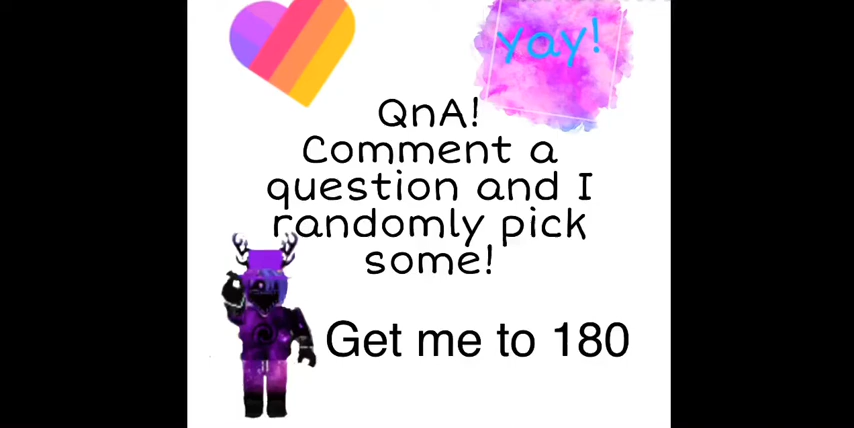 yay!
QnA!
Comment a
question and I
randomly pick
some!
Get me to 180